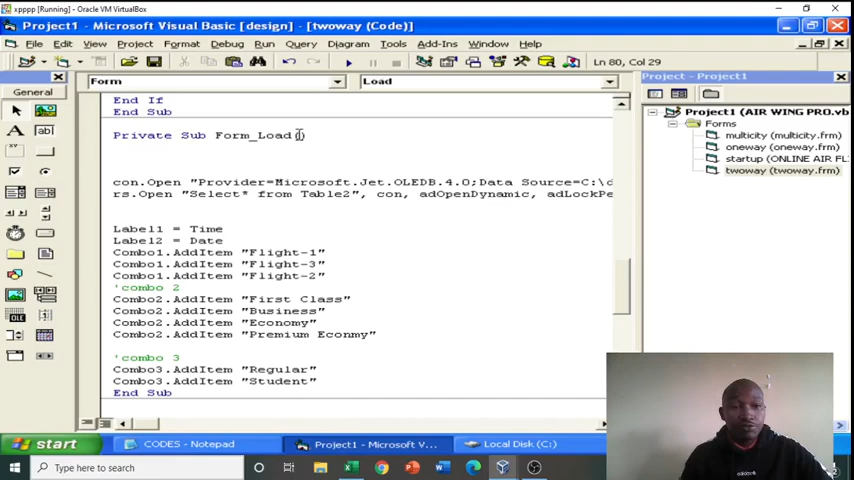 xpppp [Running] - Oracle VM VirtualBox
Project1 - Microsoft Visual Basic [design] - [twoway (Code)]
File Edit View Project Format Debug Run Query Diagram Tools Add-Ins Window Help
Ln 80, Col 29
General
Form
Load
End If
End Sub
Private Sub Form_Load()
con.Open "Provider=Microsoft.Jet.OLEDB.4.0;Data Source=C:\d
rs.Open "Select* from Table2", con, adOpenDynamic, adLockPe
Label1 = Time
Label2 = Date
Combo1.AddItem "Flight-1"
Combo1.AddItem "Flight-3"
Combo1.AddItem "Flight-2"
'combo 2
Combo2.AddItem "First Class"
Combo2.AddItem "Business"
Combo2.AddItem "Economy"
Combo2.AddItem "Premium Econmy"
'combo 3
Combo3.AddItem "Regular"
Combo3.AddItem "Student"
End Sub
Project - Project1
Project1 (AIR WING PRO.vb
Forms
multicity (multicity.frm)
oneway (oneway.frm)
startup (ONLINE AIR FL
twoway (twoway.frm)
start
CODES - Notepad
Project1 - Microsoft V...
Local Disk (C:)
Type here to search